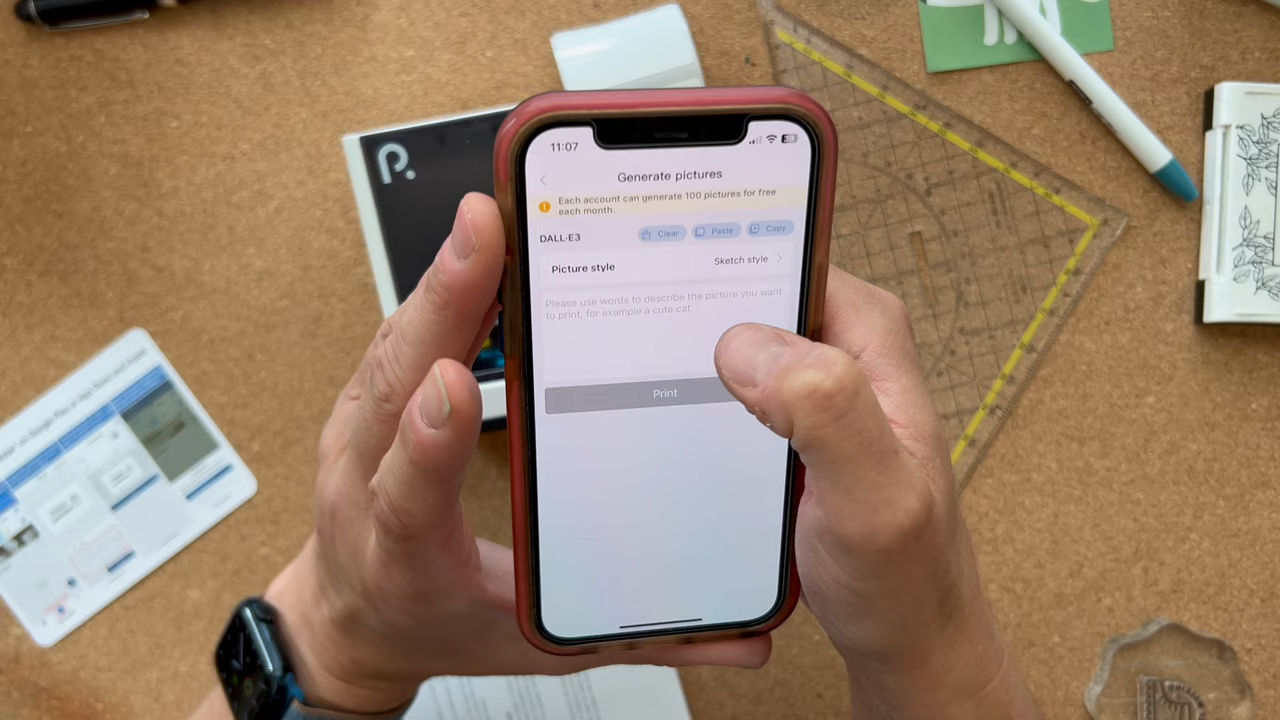 P.
11:07
Generate pictures
Each account can generate 100 pictures for free
each month.
DALL-E3
Clear
Paste
Copy
Picture style
Sketch style
Please use words to describe the picture you want
to print, for example a cute cat
Print